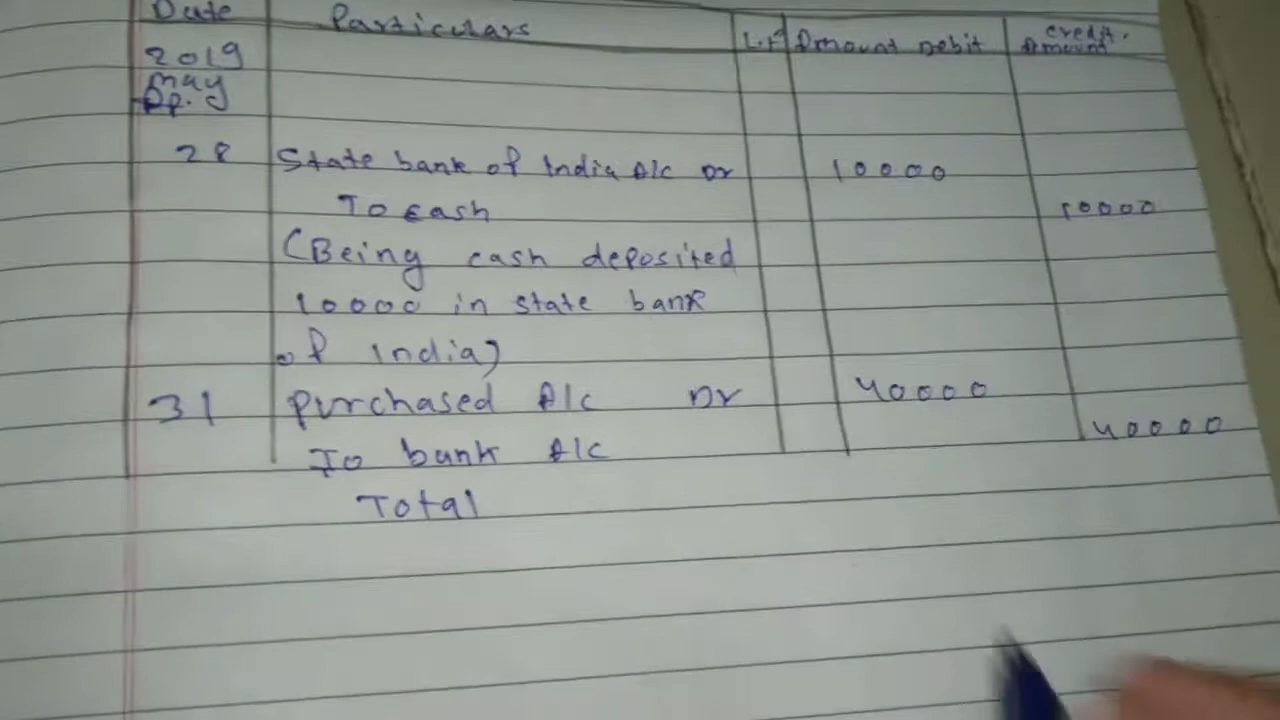 Date Particulars L.F Amount Debit credit. Amount
2019
may
28 State bank of India A/c Dr 10000
To cash 10000
(Being cash deposited
10000 in state bank
of India)
31 Purchased A/c Dr 40000
To bank A/c 40000
Total